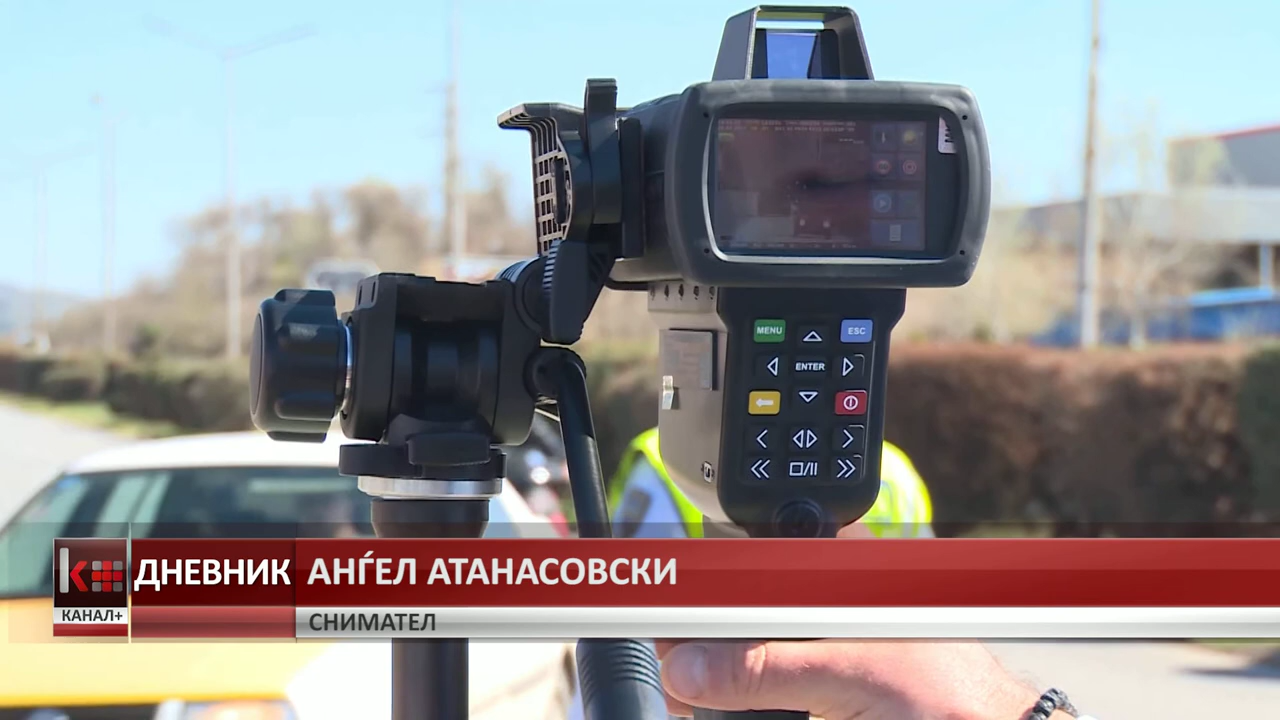 MENU
ESC
ENTER
ДНЕВНИК
АНЃЕЛ АТАНАСОВСКИ
КАНАЛ+
СНИМАТЕЛ